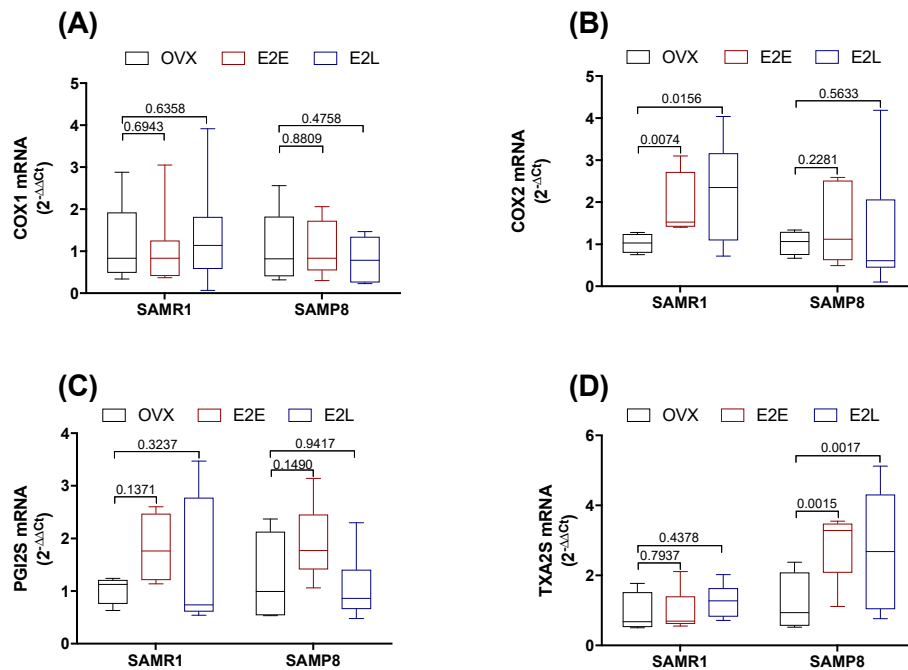 (A)
OVX E2E E2L
COX1 mRNA
(2-ΔΔCt)
5
4
3
2
1
0
0.6358
0.6943
0.4758
0.8809
SAMR1 SAMP8
(B)
OVX E2E E2L
COX2 mRNA
(2-ΔCt)
5
4
3
2
1
0
0.0156
0.0074
0.5633
0.2281
SAMR1 SAMP8
(C)
OVX E2E E2L
PGI2S mRNA
(2-ΔΔCt)
4
3
2
1
0
0.3237
0.1371
0.9417
0.1490
SAMR1 SAMP8
(D)
OVX E2E E2L
TXA2S mRNA
(2-ΔΔCt)
6
4
2
0
0.4378
0.7937
0.0017
0.0015
SAMR1 SAMP8